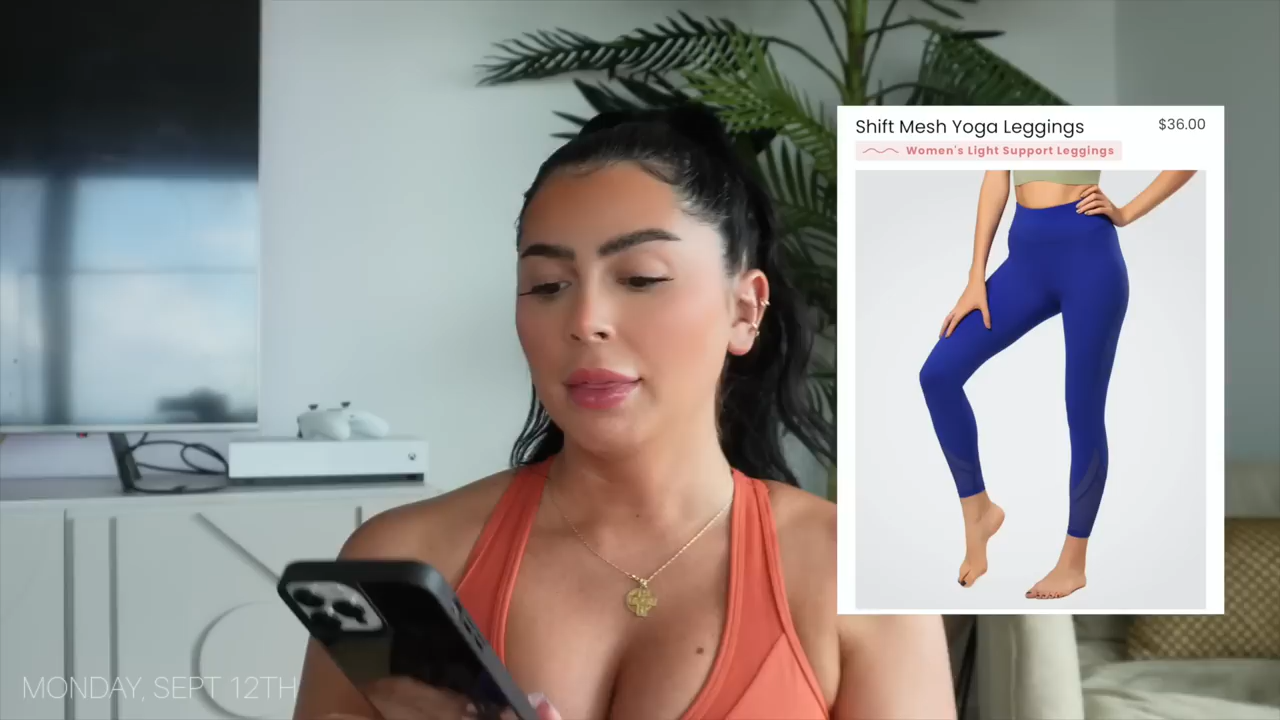 Shift Mesh Yoga Leggings $36.00
Women's Light Support Leggings
MONDAY, SEPT 12TH